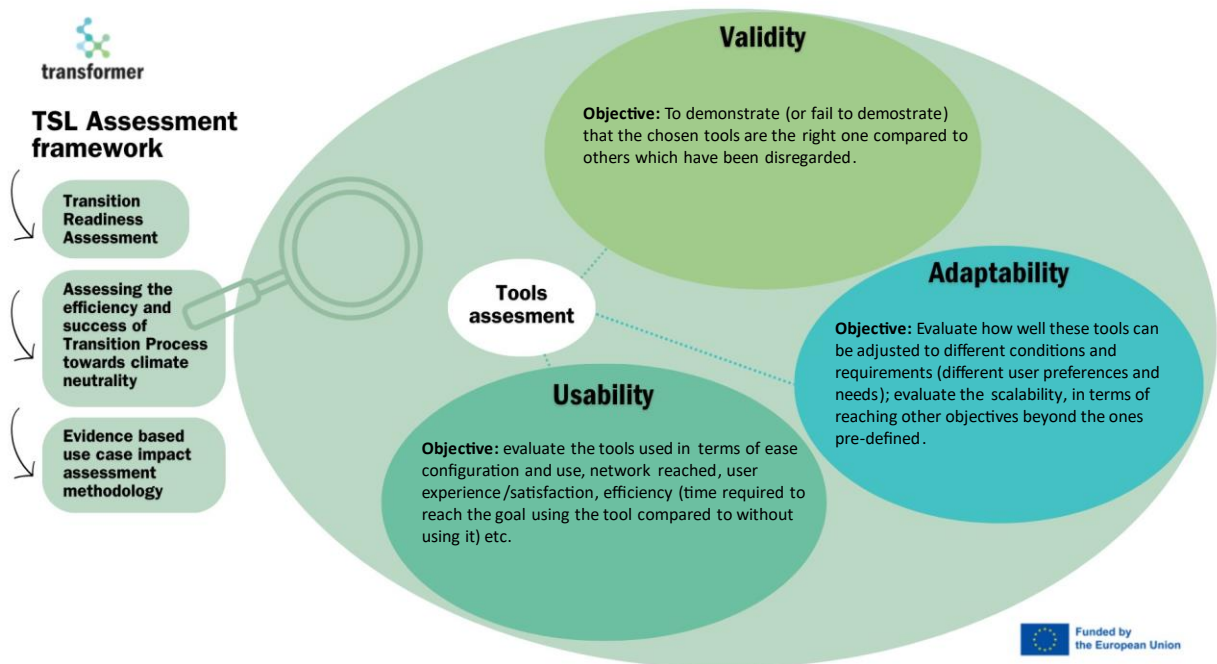 transformer
TSL Assessment
framework
Transition
Readiness
Assessment
Assessing the
efficiency and
success of
Transition Process
towards climate
neutrality
Evidence based
use case impact
assessment
methodology
Tools
assesment
Validity
Objective: To demonstrate (or fail to demostrate)
that the chosen tools are the right one compared to
others which have been disregarded.
Adaptability
Objective: Evaluate how well these tools can
be adjusted to different conditions and
requirements (different user preferences and
needs); evaluate the scalability, in terms of
reaching other objectives beyond the ones
pre-defined.
Usability
Objective: evaluate the tools used in terms of ease
configuration and use, network reached, user
experience/satisfaction, efficiency (time required to
reach the goal using the tool compared to without
using it) etc.
Funded by
the European Union